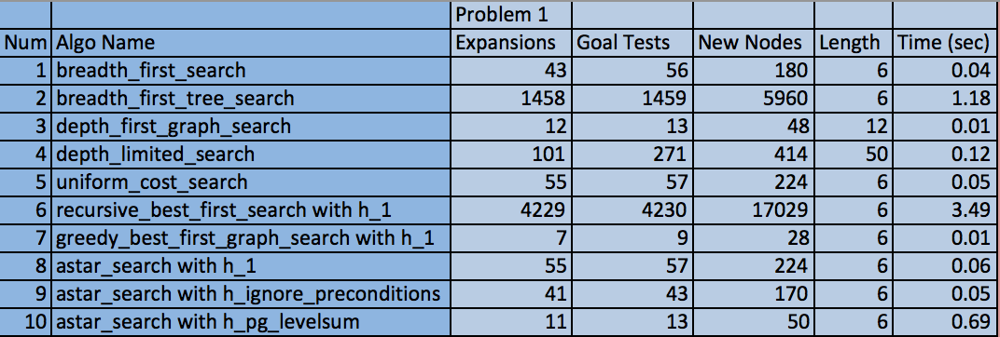 Problem 1
Num Algo Name Expansions Goal Tests New Nodes Length Time (sec)
1 breadth_first_search 43 56 180 6 0.04
2 breadth_first_tree_search 1458 1459 5960 6 1.18
3 depth_first_graph_search 12 13 48 12 0.01
4 depth_limited_search 101 271 414 50 0.12
5 uniform_cost_search 55 57 224 6 0.05
6 recursive_best_first_search with h_1 4229 4230 17029 6 3.49
7 greedy_best_first_graph_search with h_1 7 9 28 6 0.01
8 astar_search with h_1 55 57 224 6 0.06
9 astar_search with h_ignore_preconditions 41 43 170 6 0.05
10 astar_search with h_pg_levelsum 11 13 50 6 0.69